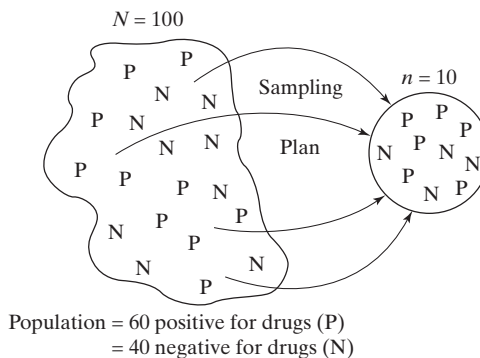 N = 100
n = 10
Sampling
Plan
P
P
N
N
P
N
N
N
P
P
P
N
P
P
N
P
N
N
P
P
P
P
P
N
N
N
P
N
P
Population = 60 positive for drugs (P)
= 40 negative for drugs (N)